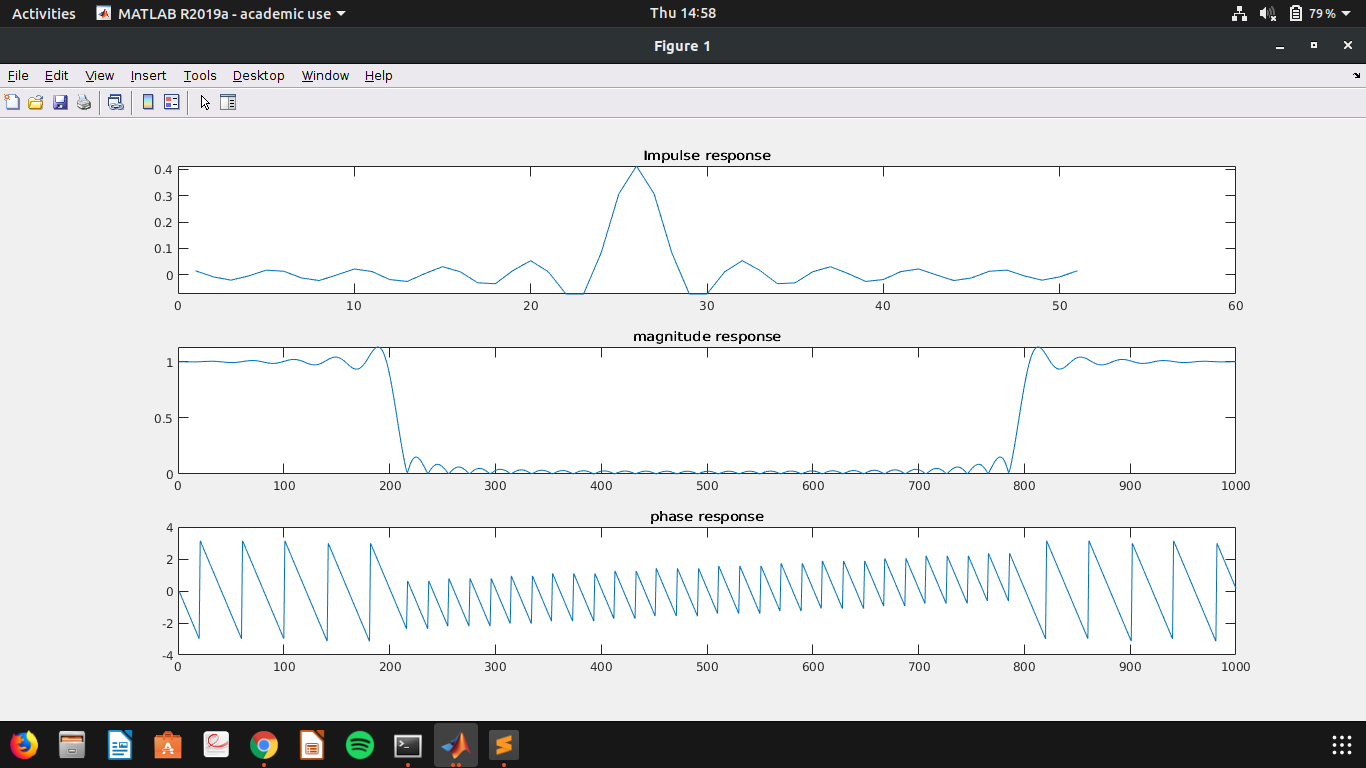 Activities MATLAB R2019a - academic use Thu 14:58 79%
Figure 1
File Edit View Insert Tools Desktop Window Help
Impulse response
0.4
0.3
0.2
0.1
0
0 10 20 30 40 50 60
magnitude response
1
0.5
0
0 100 200 300 400 500 600 700 800 900 1000
phase response
4
2
0
-2
-4
0 100 200 300 400 500 600 700 800 900 1000